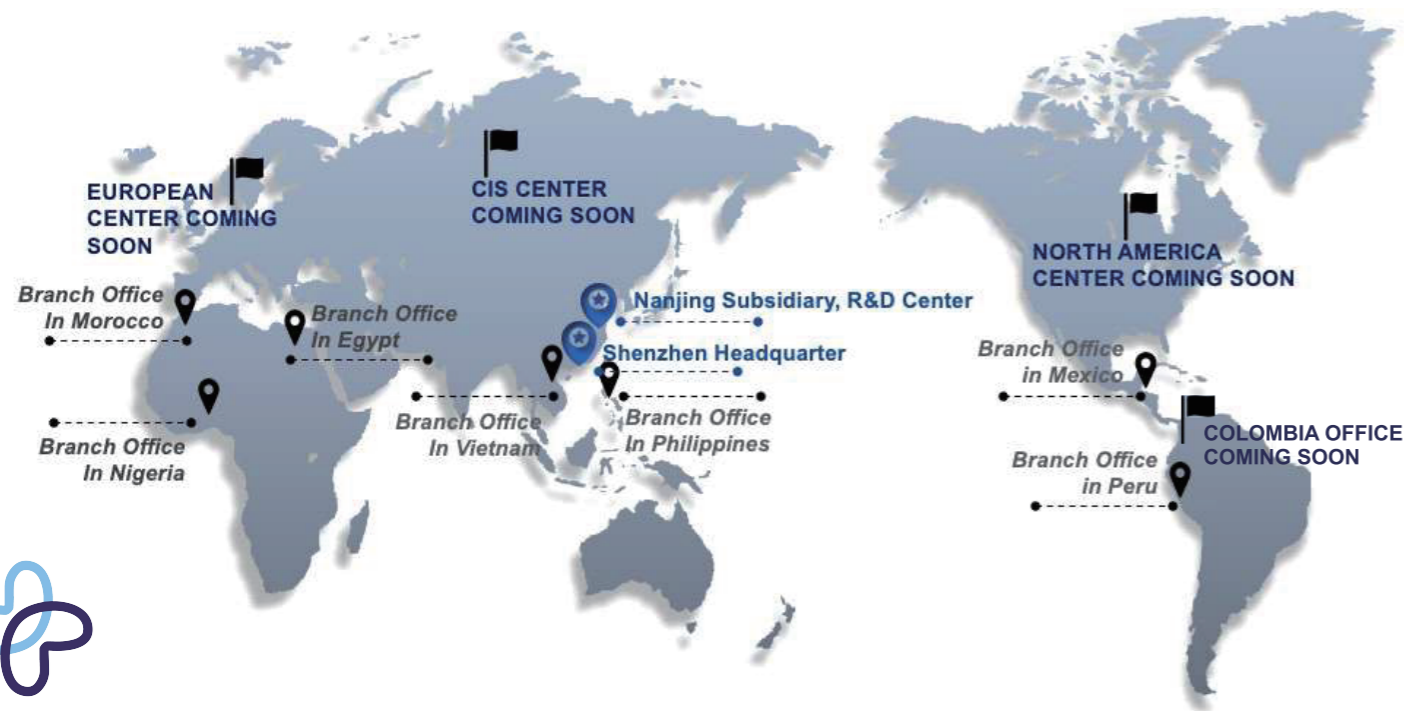 EUROPEAN
CENTER COMING
SOON
CIS CENTER
COMING SOON
NORTH AMERICA
CENTER COMING SOON
Branch Office
In Morocco
Branch Office
In Egypt
Nanjing Subsidiary, R&D Center
Shenzhen Headquarter
Branch Office
in Mexico
Branch Office
In Nigeria
Branch Office
In Vietnam
Branch Office
In Philippines
COLOMBIA OFFICE
COMING SOON
Branch Office
in Peru